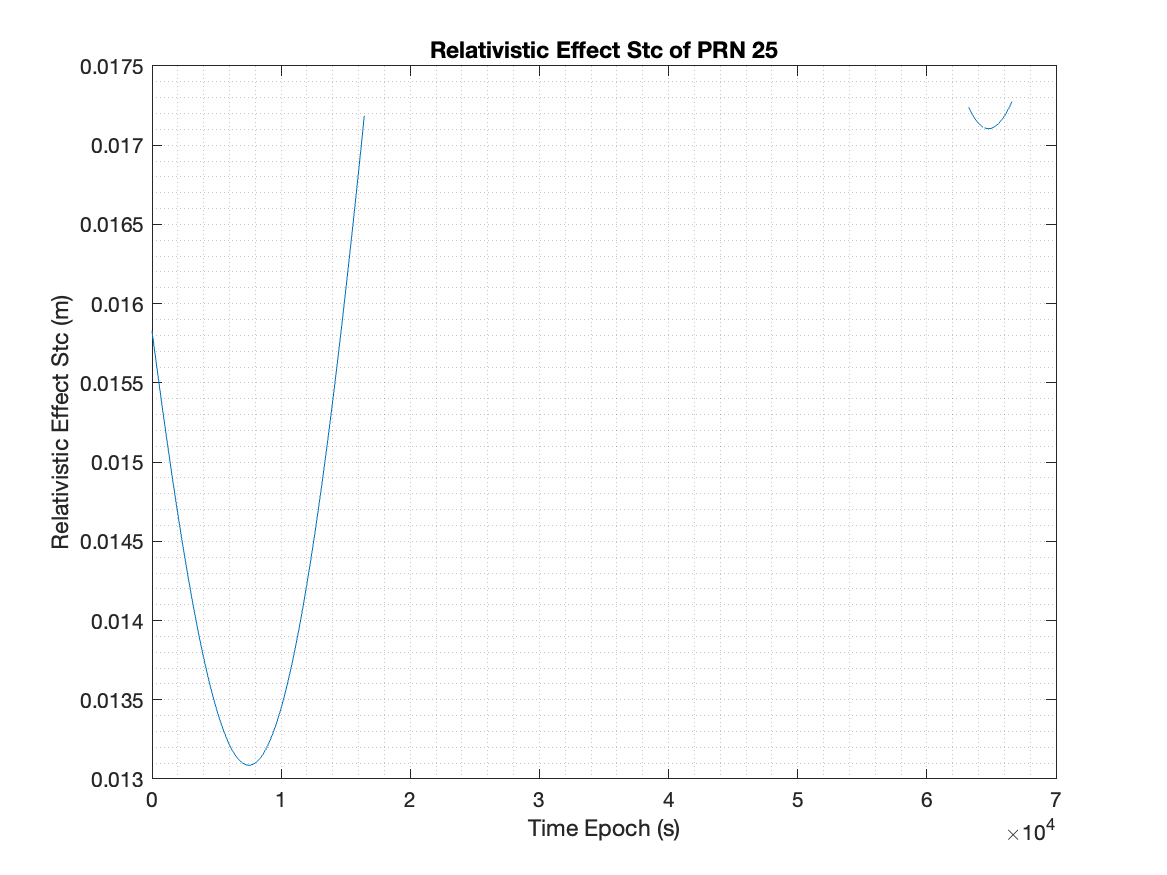 Relativistic Effect Stc of PRN 25
0.0175
0.017
0.0165
0.016
0.0155
0.015
0.0145
0.014
0.0135
0.013
Relativistic Effect Stc (m)
0 1 2 3 4 5 6 7
Time Epoch (s)
×10⁴